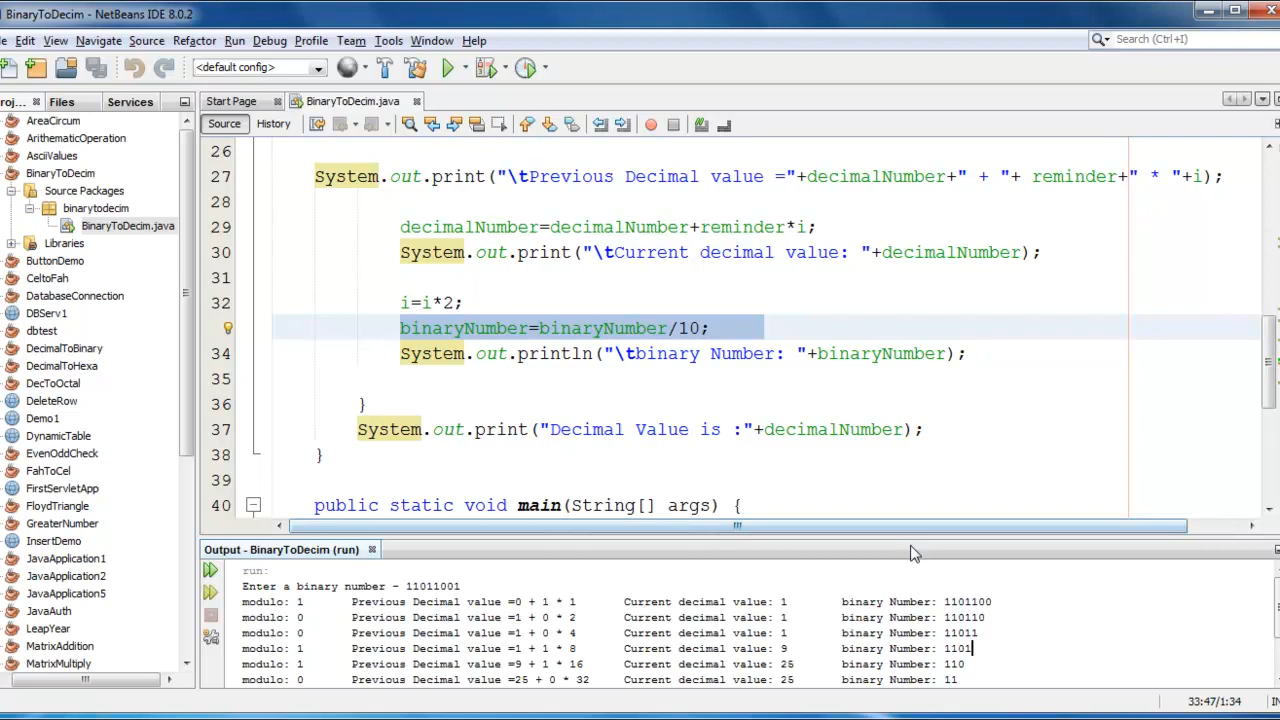 BinaryToDecim - NetBeans IDE 8.0.2
Edit View Navigate Source Refactor Run Debug Profile Team Tools Window Help
Search (Ctrl+I)
<default config>
Files Services
Start Page BinaryToDecim.java
Source History
AreaCircum
ArithematicOperation
AsciiValues
BinaryToDecim
Source Packages
binarytodecim
BinaryToDecim.java
Libraries
ButtonDemo
CeltoFah
DatabaseConnection
DBServ1
dbtest
DecimalToBinary
DecimalToHexa
DecToOctal
DeleteRow
Demo1
DynamicTable
EvenOddCheck
FahToCel
FirstServletApp
FloydTriangle
GreaterNumber
InsertDemo
JavaApplication1
JavaApplication2
JavaApplication5
JavaAuth
LeapYear
MatrixAddition
MatrixMultiply
26
27 System.out.print("\tPrevious Decimal value ="+decimalNumber+" + "+ reminder+" * "+i);
28
29 decimalNumber=decimalNumber+reminder*i;
30 System.out.print("\tCurrent decimal value: "+decimalNumber);
31
32 i=i*2;
binaryNumber=binaryNumber/10;
34 System.out.println("\tbinary Number: "+binaryNumber);
35
36 }
37 System.out.print("Decimal Value is :"+decimalNumber);
38 }
39
40 public static void main(String[] args) {
Output - BinaryToDecim (run)
run:
Enter a binary number - 11011001
modulo: 1 Previous Decimal value =0 + 1 * 1 Current decimal value: 1 binary Number: 1101100
modulo: 0 Previous Decimal value =1 + 0 * 2 Current decimal value: 1 binary Number: 110110
modulo: 0 Previous Decimal value =1 + 0 * 4 Current decimal value: 1 binary Number: 11011
modulo: 1 Previous Decimal value =1 + 1 * 8 Current decimal value: 9 binary Number: 1101
modulo: 1 Previous Decimal value =9 + 1 * 16 Current decimal value: 25 binary Number: 110
modulo: 0 Previous Decimal value =25 + 0 * 32 Current decimal value: 25 binary Number: 11
33:47/1:34